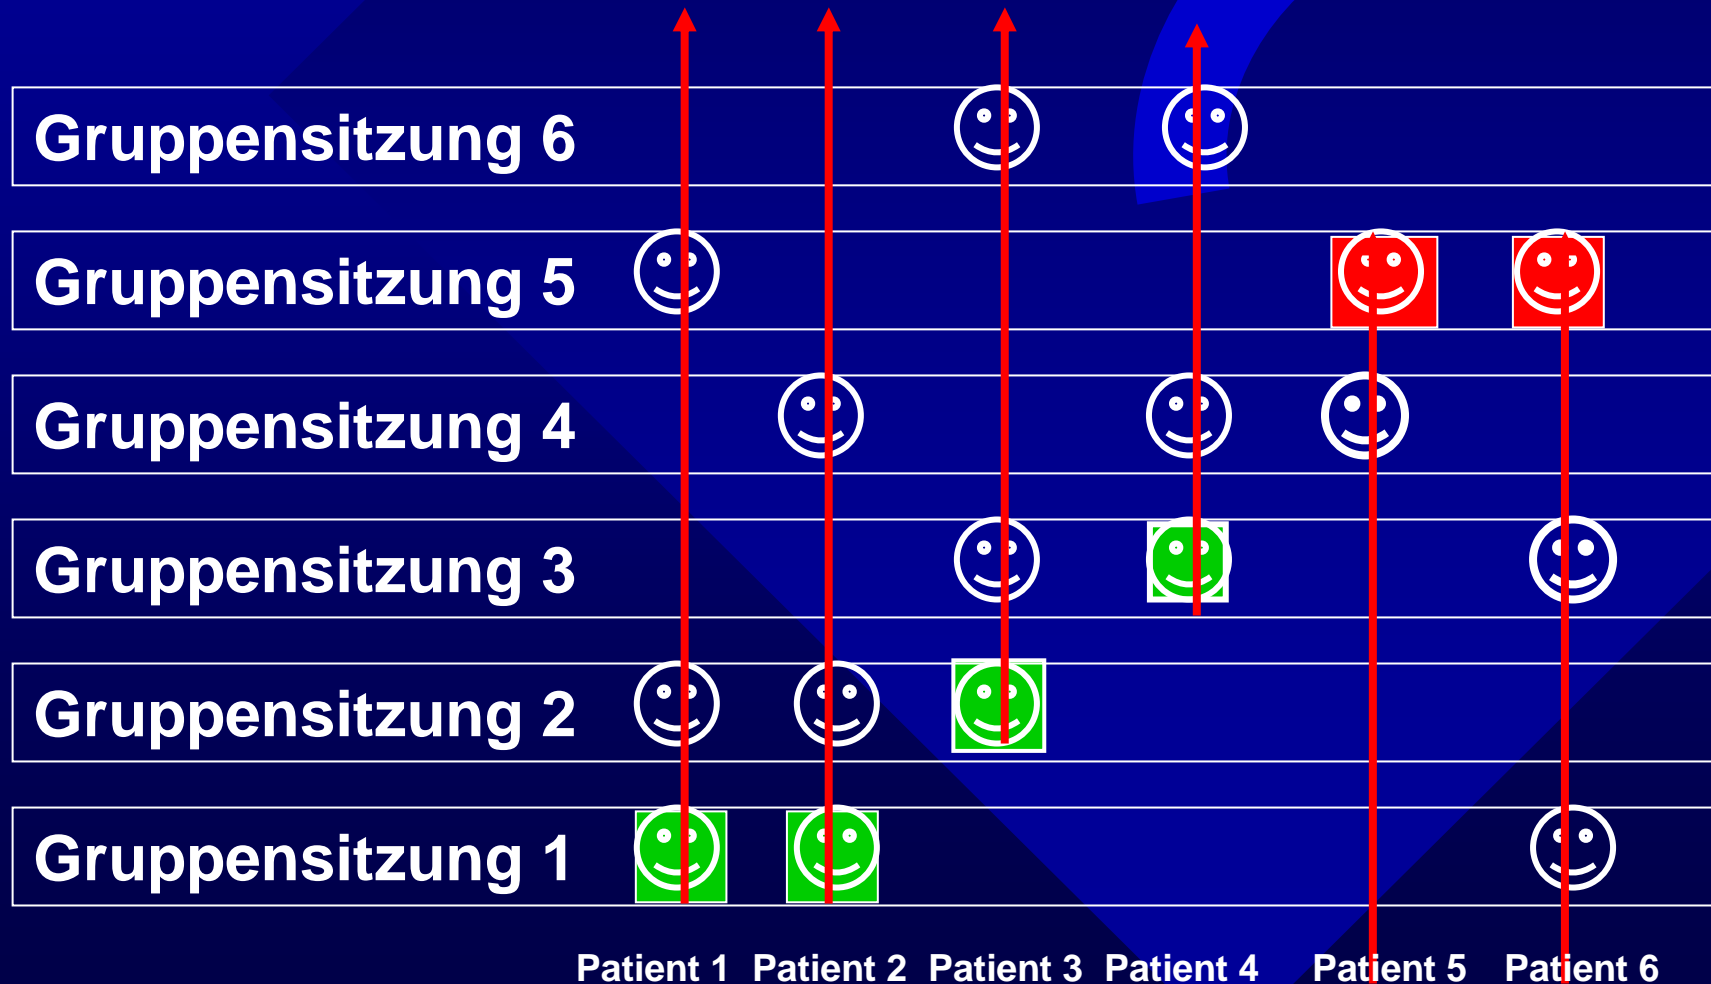 Gruppensitzung 6
Gruppensitzung 5
Gruppensitzung 4
Gruppensitzung 3
Gruppensitzung 2
Gruppensitzung 1
Patient 1 Patient 2 Patient 3 Patient 4 Patient 5 Patient 6